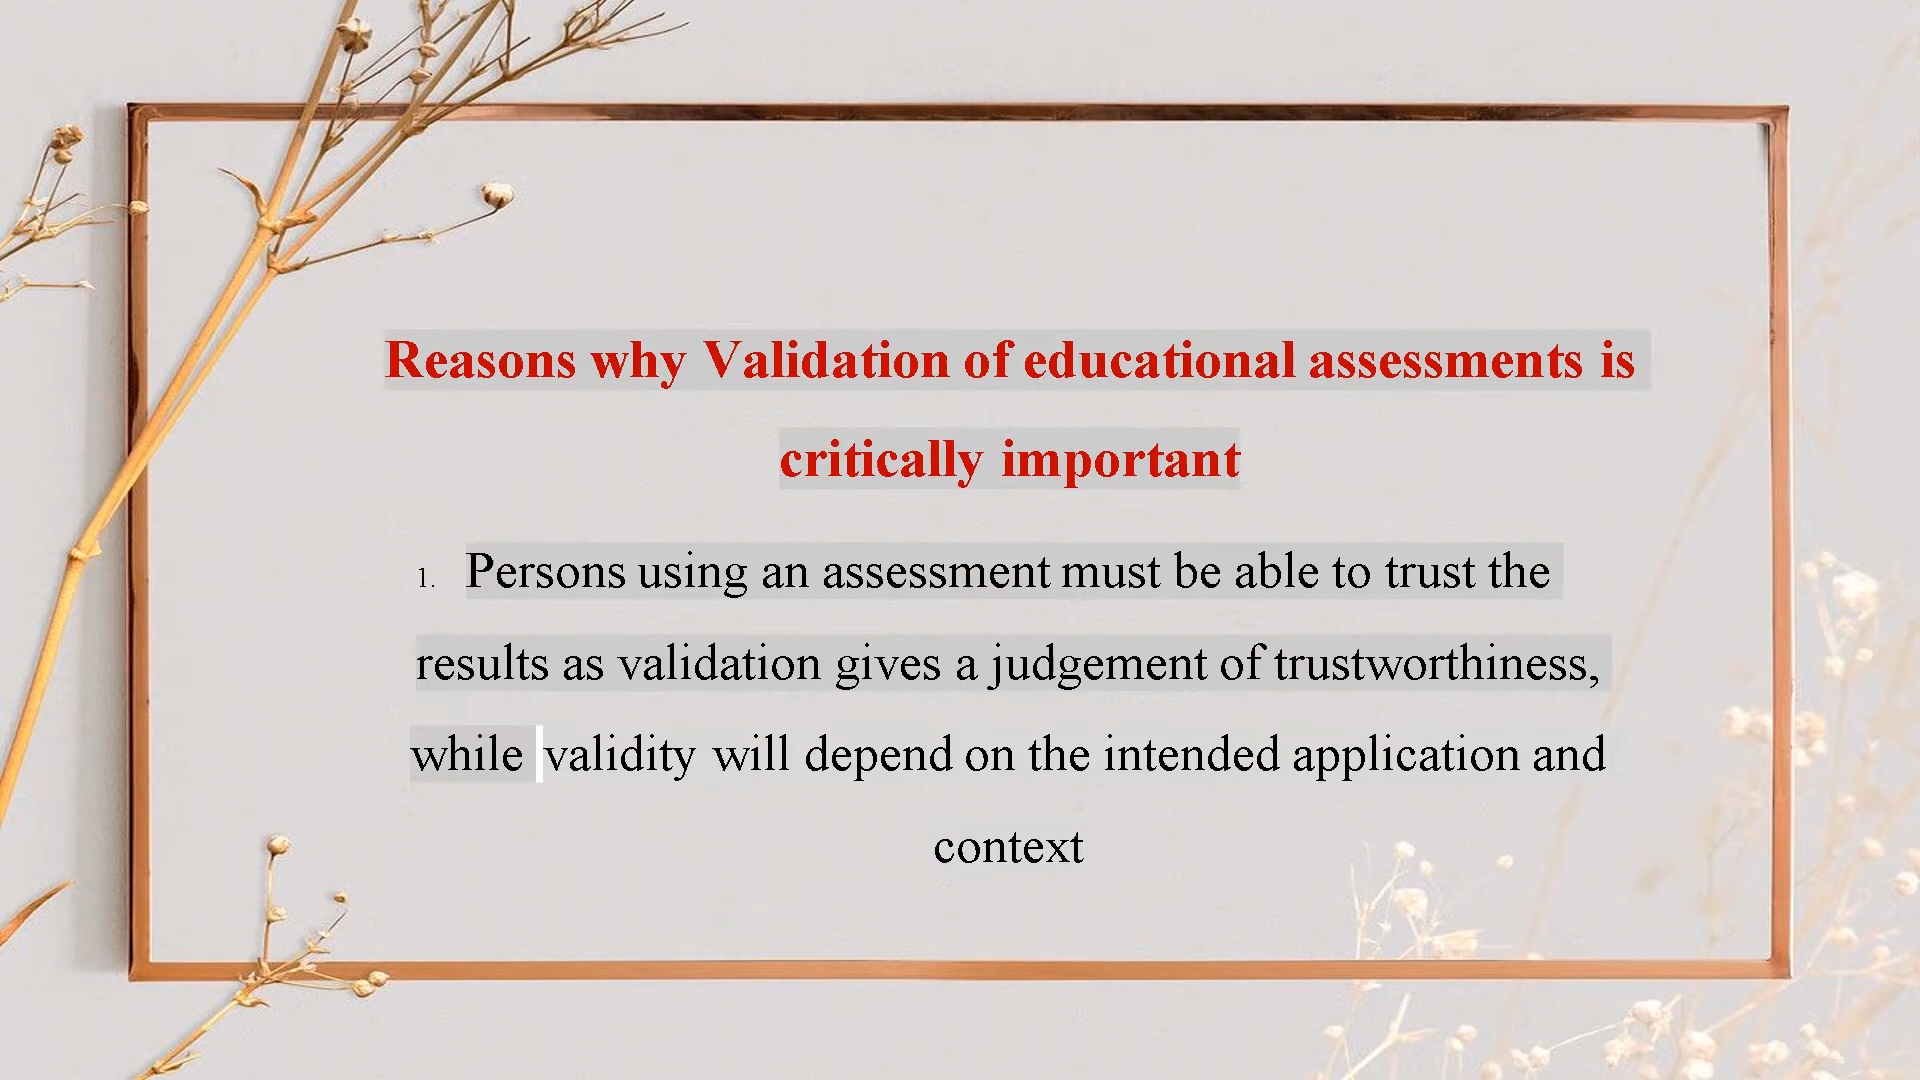 Reasons why Validation of educational assessments is
critically important
1. Persons using an assessment must be able to trust the
results as validation gives a judgement of trustworthiness,
while validity will depend on the intended application and
context